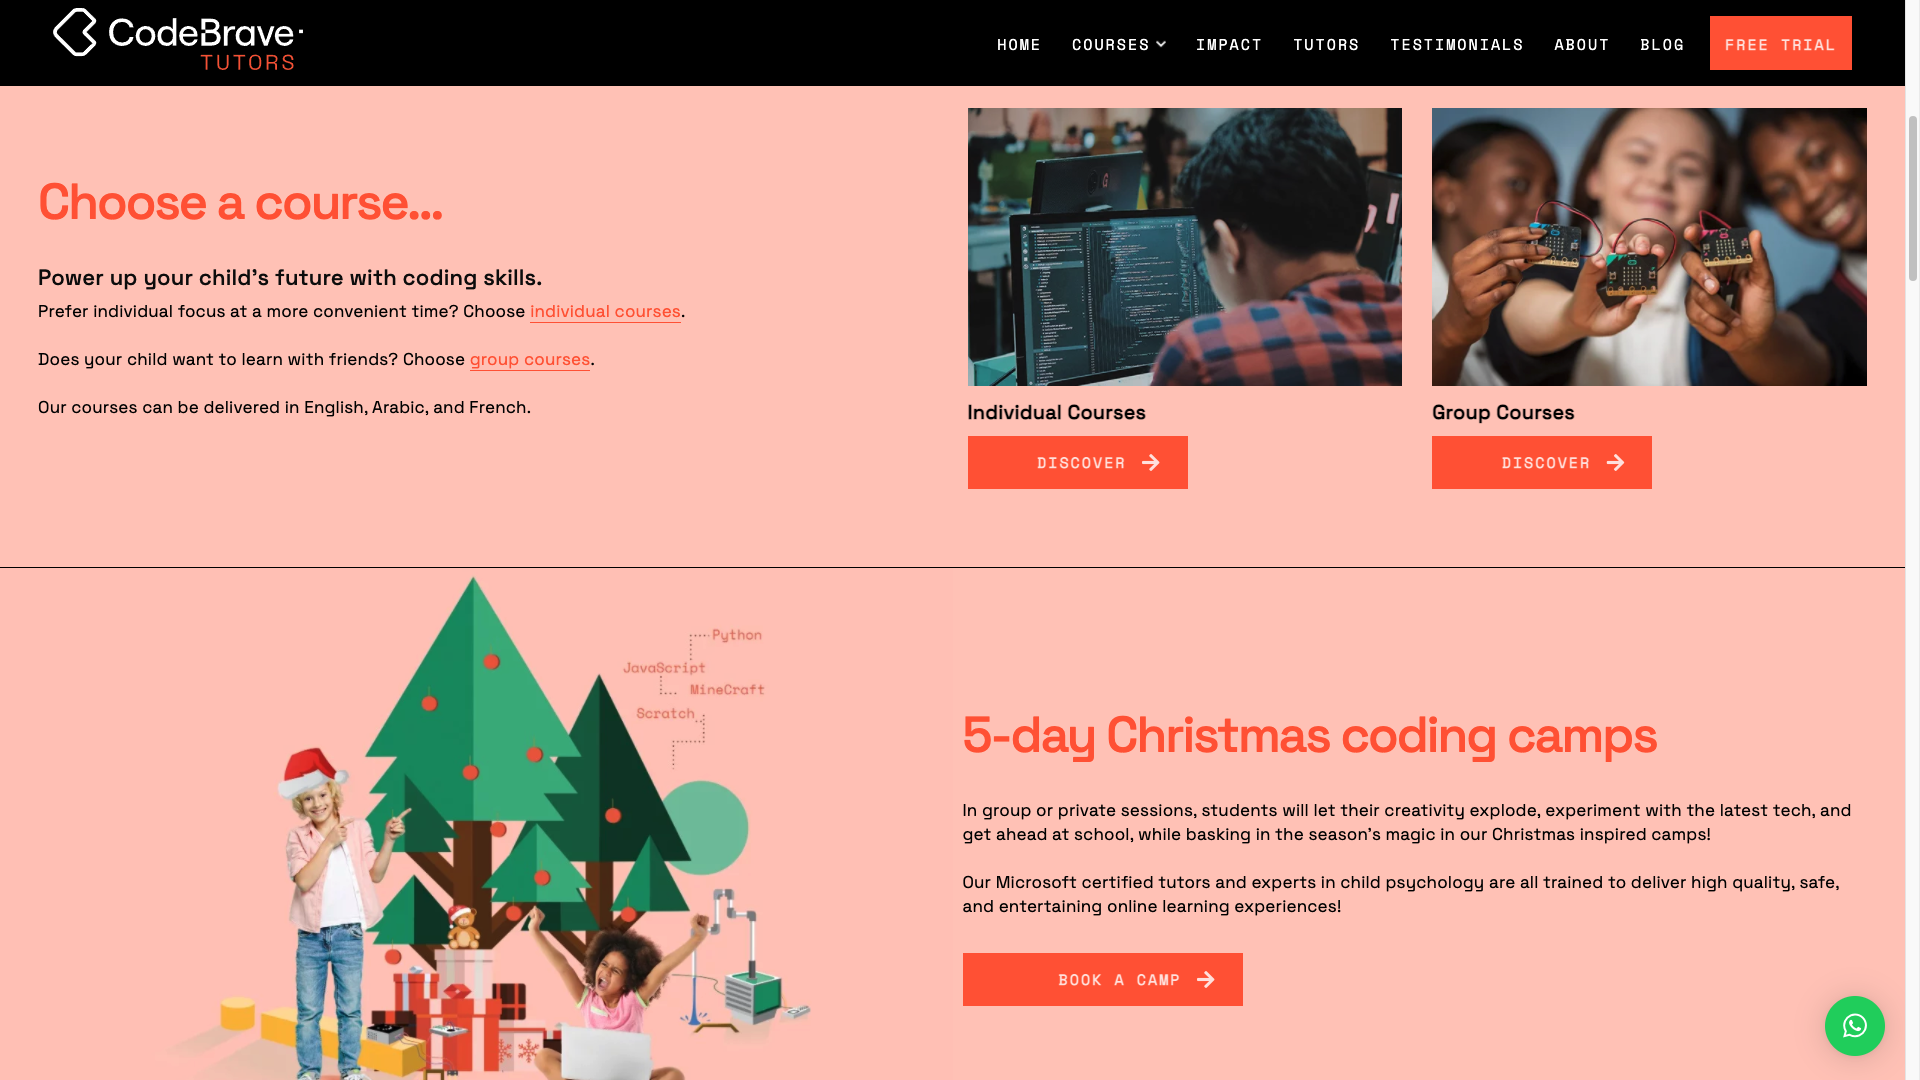 CodeBrave
TUTORS
HOME
COURSES
IMPACT
TUTORS
TESTIMONIALS
ABOUT
BLOG
FREE TRIAL
Choose a course...
Power up your child's future with coding skills.
Prefer individual focus at a more convenient time? Choose individual courses.
Does your child want to learn with friends? Choose group courses.
Our courses can be delivered in English, Arabic, and French.
Individual Courses
DISCOVER
Group Courses
DISCOVER
Python
JavaScript
MineCraft
Scratch
5-day Christmas coding camps
In group or private sessions, students will let their creativity explode, experiment with the latest tech, and
get ahead at school, while basking in the season's magic in our Christmas inspired camps!
Our Microsoft certified tutors and experts in child psychology are all trained to deliver high quality, safe,
and entertaining online learning experiences!
BOOK A CAMP